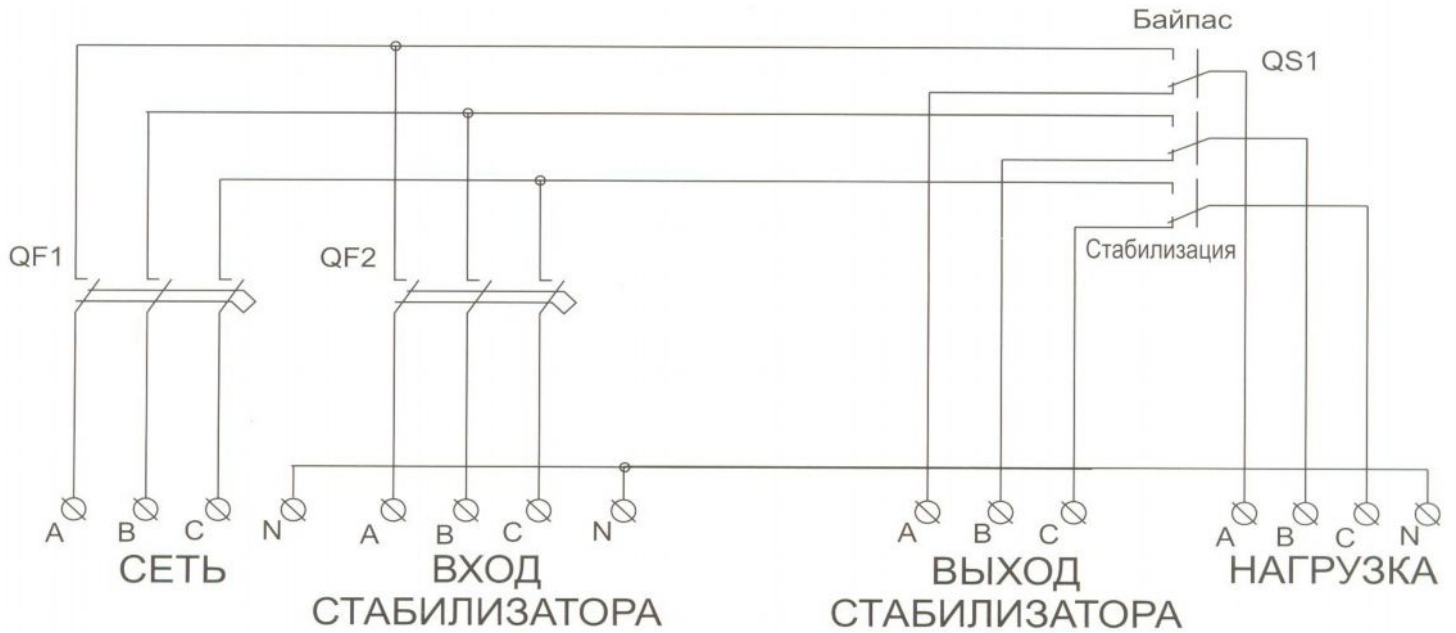 Байпас
QS1
QF1
QF2
Стабилизация
A
B
C
N
A
B
C
N
A
B
C
A
B
C
N
СЕТЬ
ВХОД
СТАБИЛИЗАТОРА
ВЫХОД
СТАБИЛИЗАТОРА
НАГРУЗКА